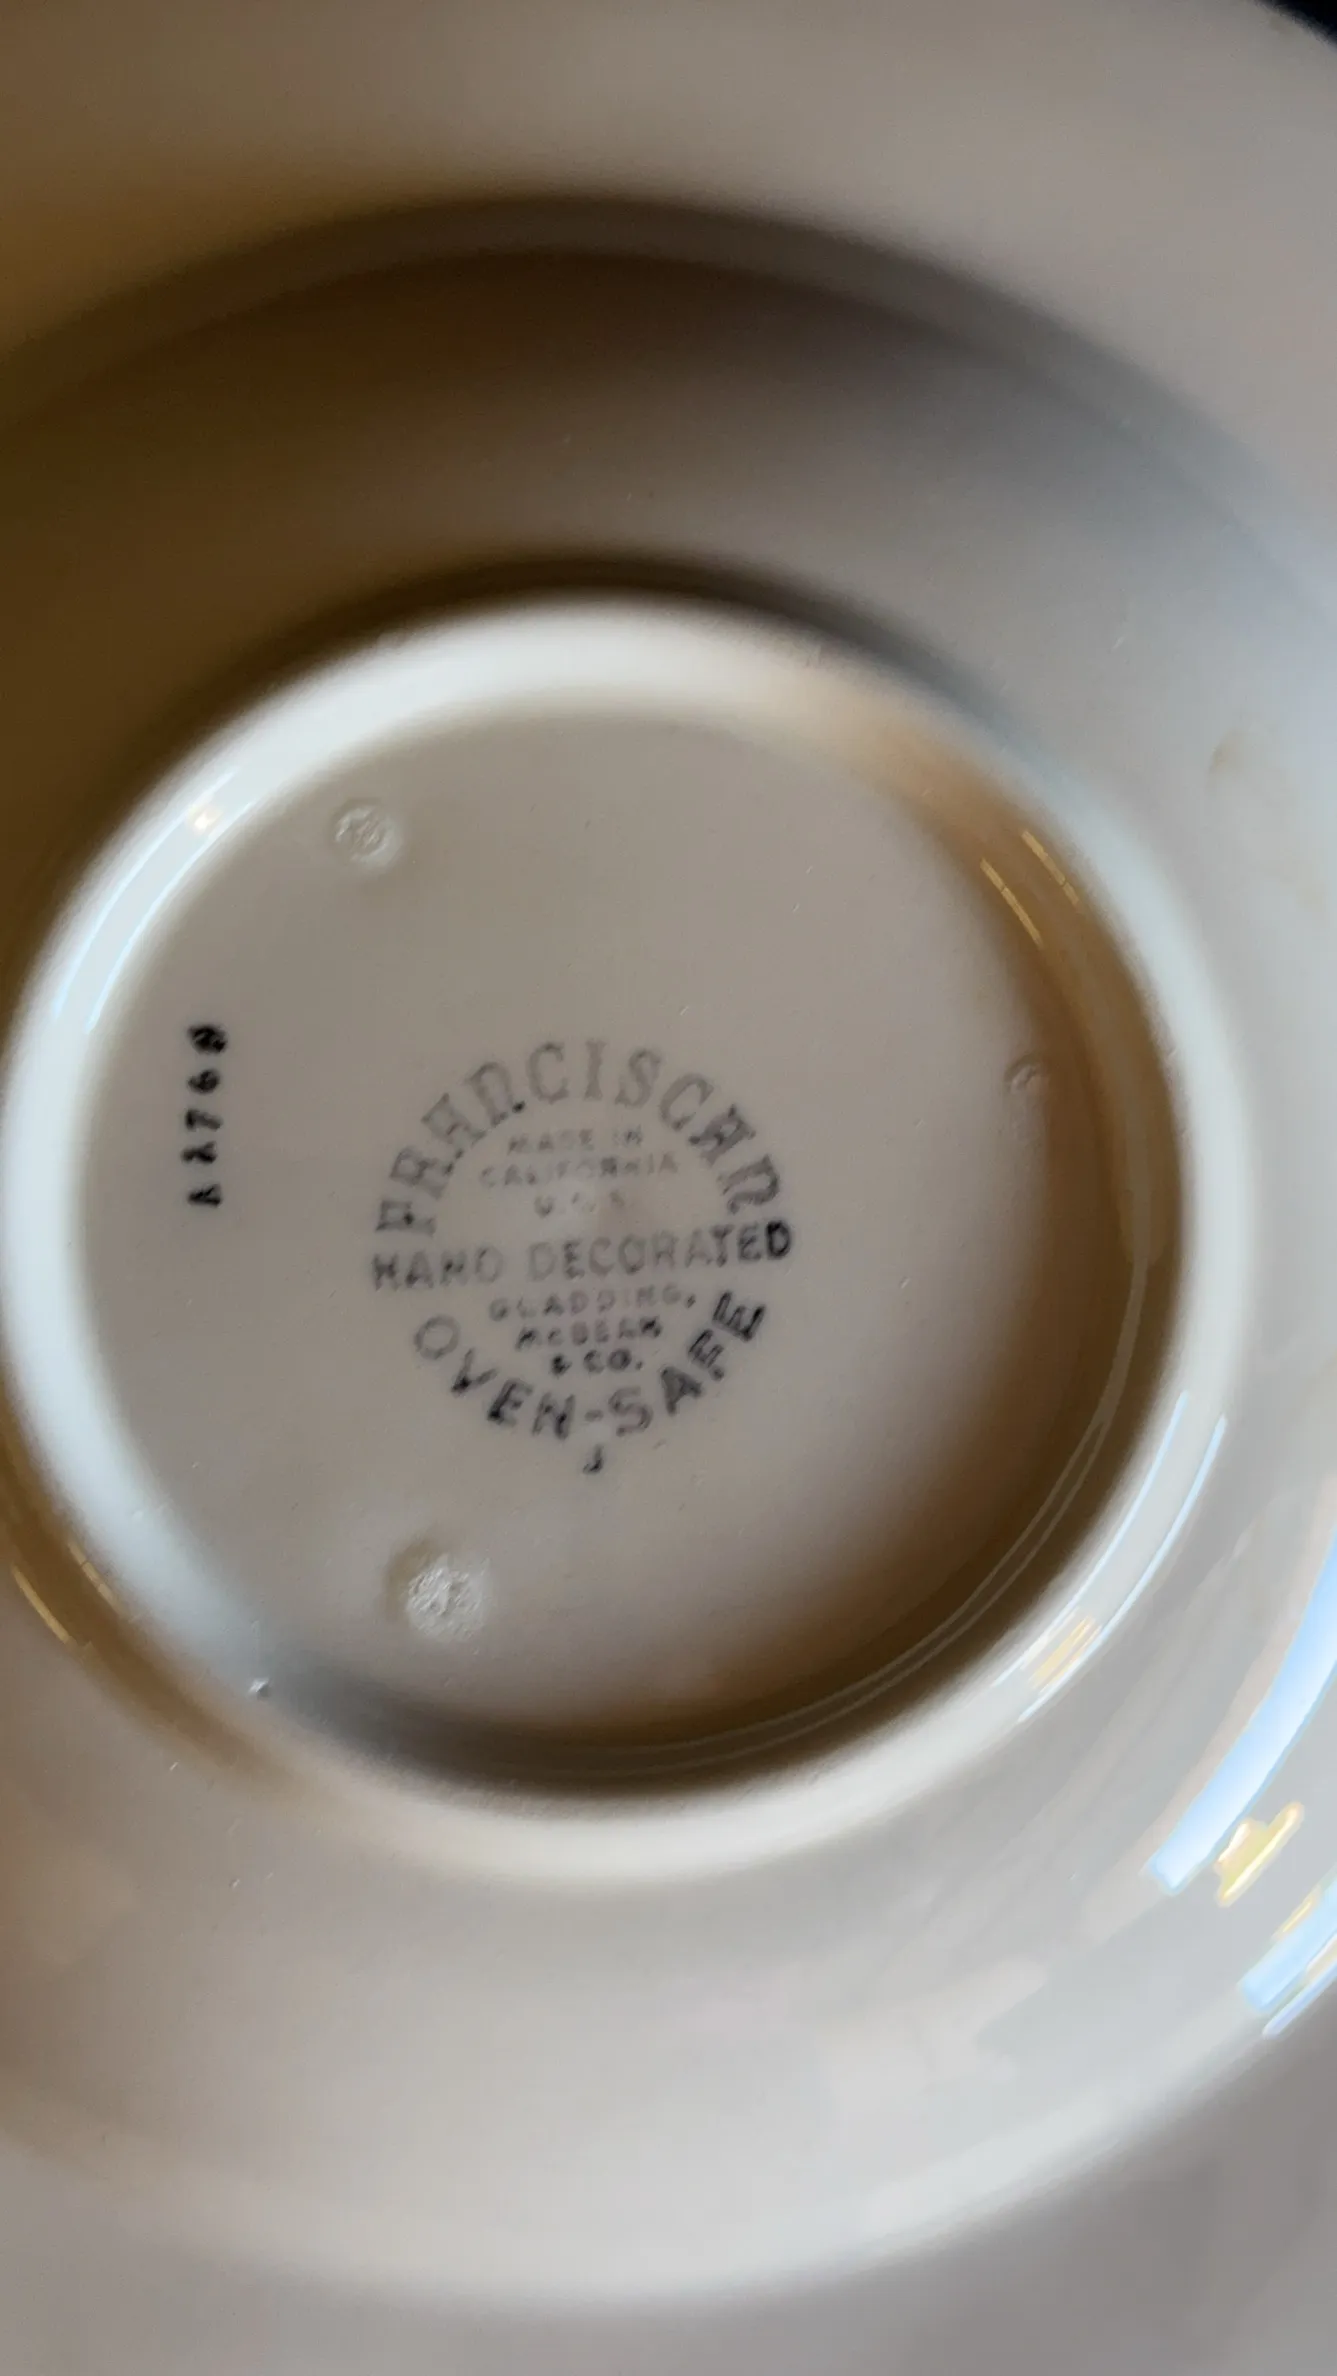 FRANCISCAN
MADE IN
CALIFORNIA
U.S.A.
HAND DECORATED
GLADDING,
McBEAN
& CO.
OVEN-SAFE
J